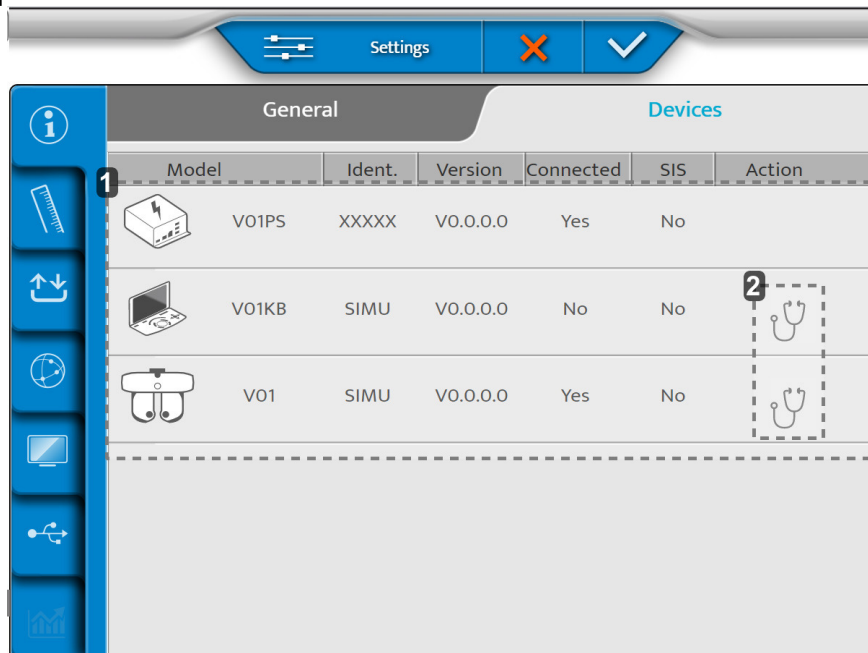 Settings
General Devices
Model Ident. Version Connected SIS Action
1
V01PS XXXXX V0.0.0.0 Yes No
2
V01KB SIMU V0.0.0.0 No No
V01 SIMU V0.0.0.0 Yes No